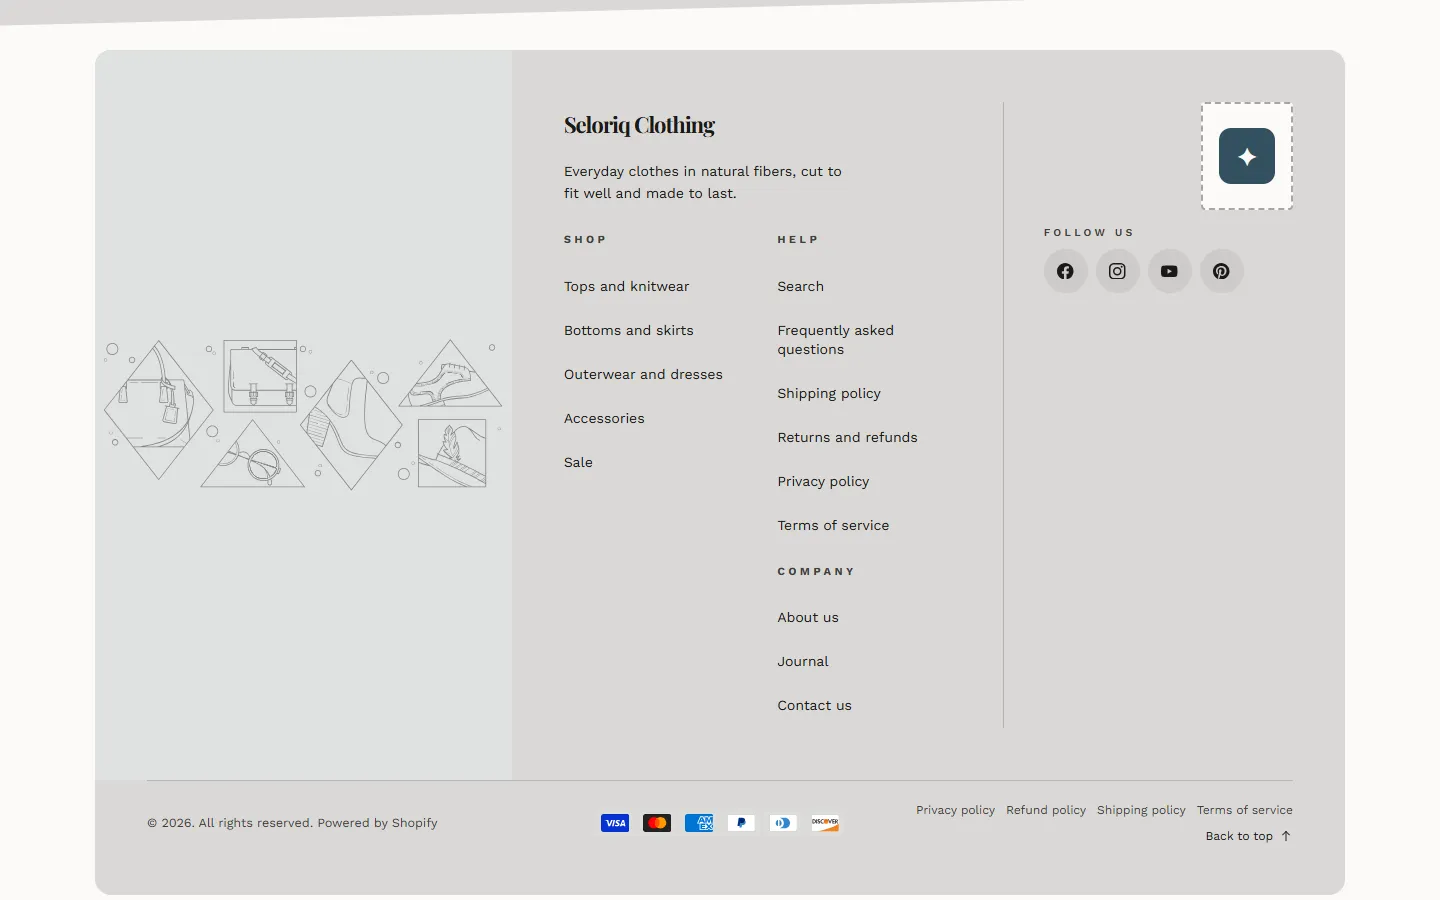 Seloriq Clothing
Everyday clothes in natural fibers, cut to
fit well and made to last.
SHOP
Tops and knitwear
Bottoms and skirts
Outerwear and dresses
Accessories
Sale
HELP
Search
Frequently asked
questions
Shipping policy
Returns and refunds
Privacy policy
Terms of service
COMPANY
About us
Journal
Contact us
FOLLOW US
© 2026. All rights reserved. Powered by Shopify
VISA
AM
EX
DISCOVER
Privacy policy Refund policy Shipping policy Terms of service
Back to top ↑